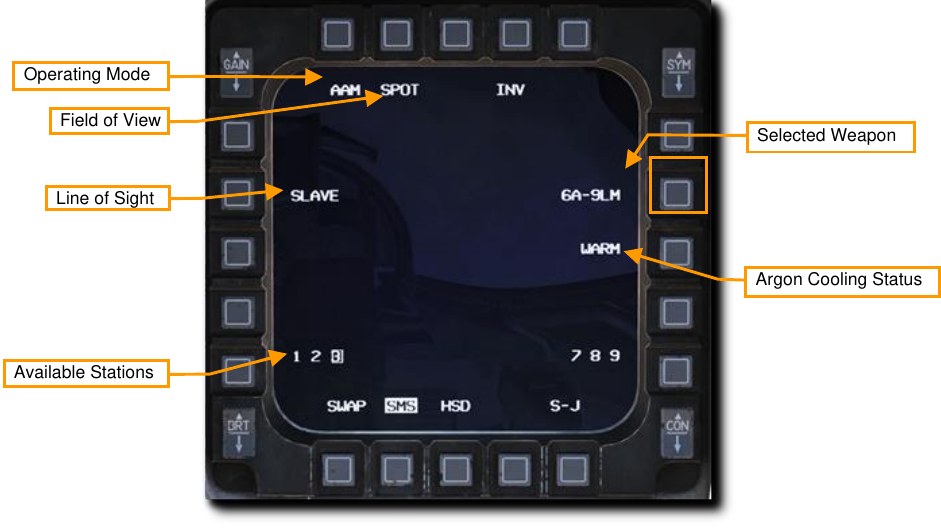 GAIN
SYM
Operating Mode
AAM SPOT INV
Field of View
Selected Weapon
Line of Sight
SLAVE 6A-9LM
WARM
Argon Cooling Status
Available Stations
1 2 3 7 8 9
SWAP SMS HSD S-J
BRT
CON